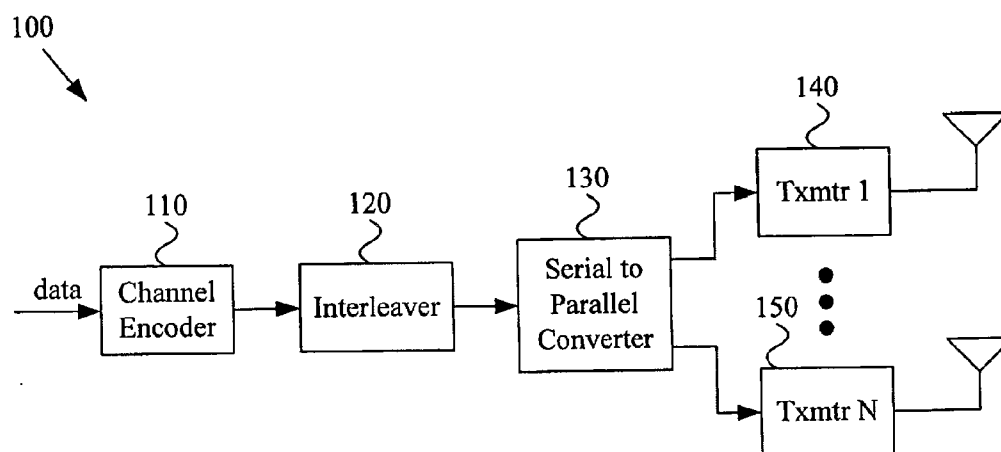 100
140
Txmtr 1
110
120
130
data
Channel
Encoder
Interleaver
Serial to
Parallel
Converter
150
Txmtr N